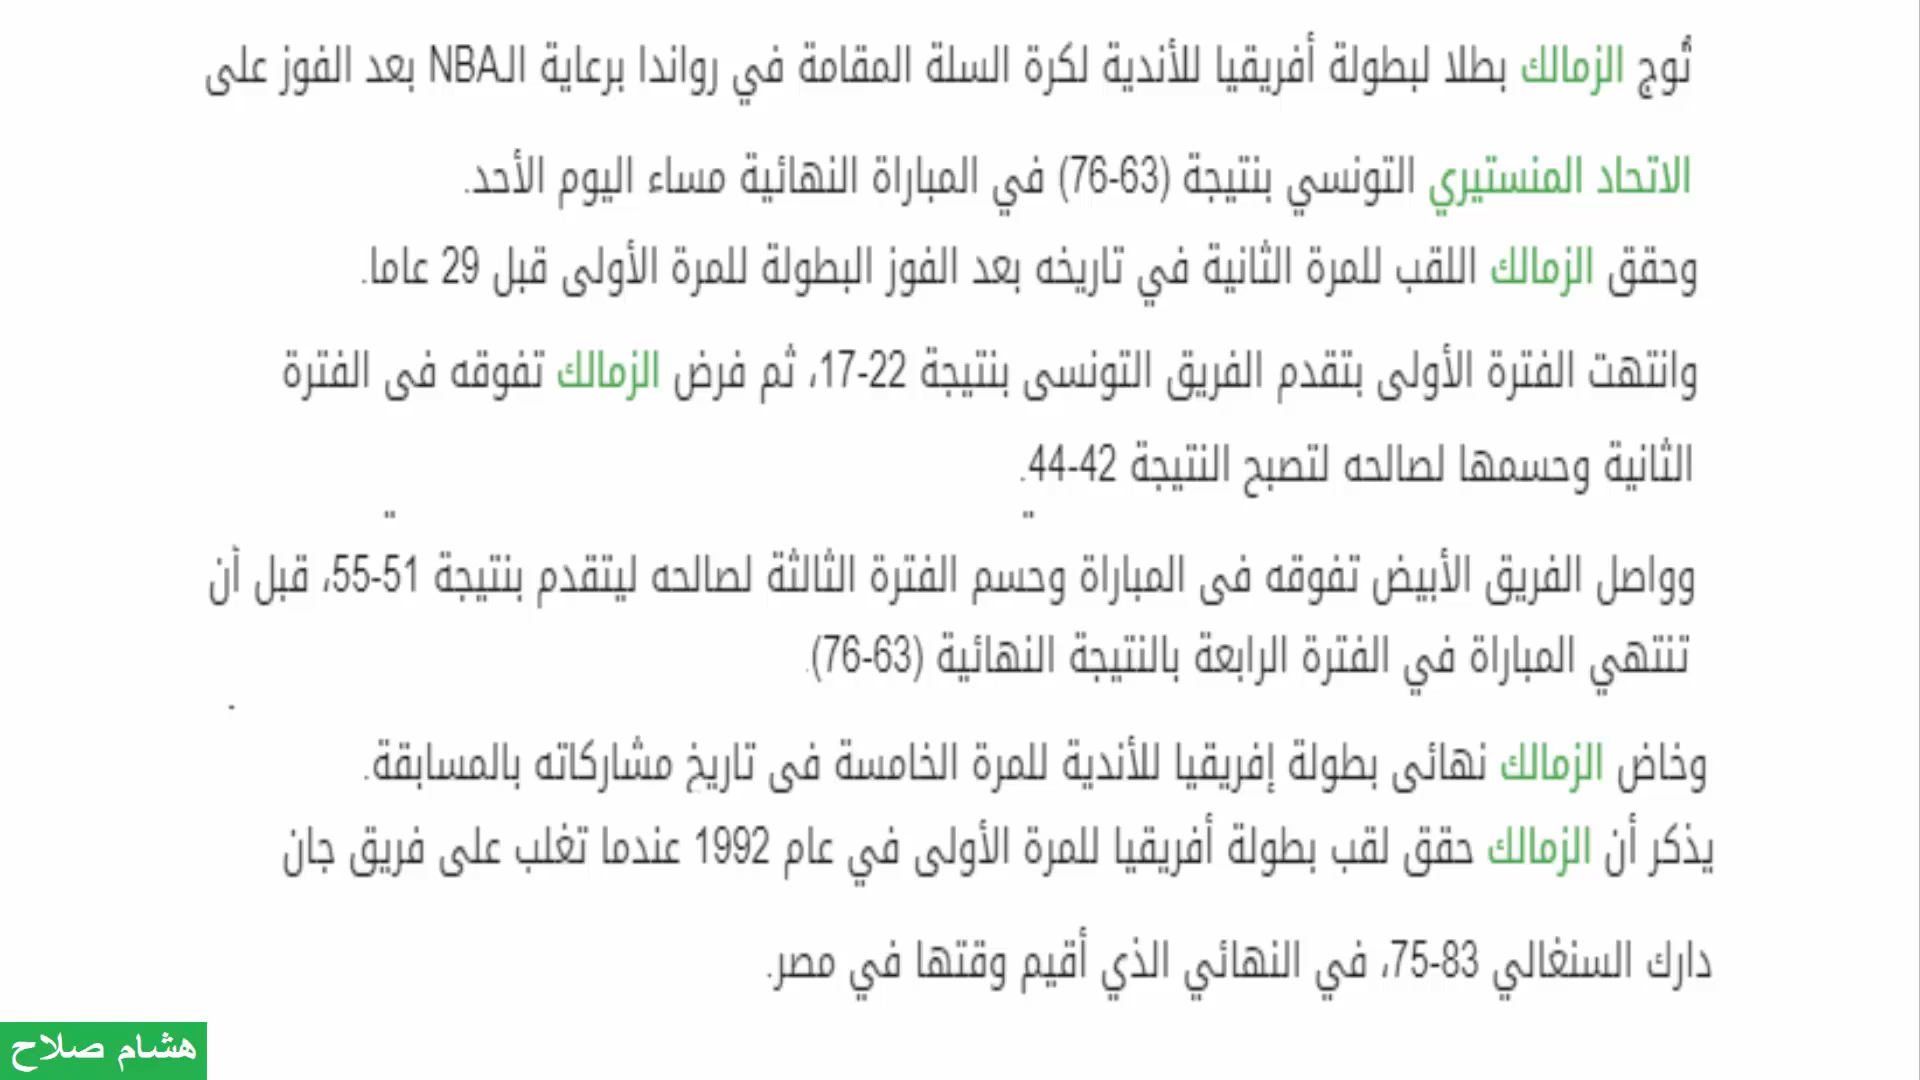 تُوج الزمالك بطلا لبطولة أفريقيا للأندية لكرة السلة المقامة في رواندا برعاية الـNBA بعد الفوز على
الاتحاد المنستيري التونسي بنتيجة (63-76) في المباراة النهائية مساء اليوم الأحد.
وحقق الزمالك اللقب للمرة الثانية في تاريخه بعد الفوز البطولة للمرة الأولى قبل 29 عاما.
وانتهت الفترة الأولى بتقدم الفريق التونسى بنتيجة 22-17، ثم فرض الزمالك تفوقه فى الفترة
الثانية وحسمها لصالحه لتصبح النتيجة 42-44.
وواصل الفريق الأبيض تفوقه فى المباراة وحسم الفترة الثالثة لصالحه ليتقدم بنتيجة 51-55، قبل أن
تنتهي المباراة في الفترة الرابعة بالنتيجة النهائية (63-76).
وخاض الزمالك نهائى بطولة إفريقيا للأندية للمرة الخامسة فى تاريخ مشاركاته بالمسابقة.
يذكر أن الزمالك حقق لقب بطولة أفريقيا للمرة الأولى في عام 1992 عندما تغلب على فريق جان
دارك السنغالي 83-75، في النهائي الذي أقيم وقتها في مصر.
هشام صلاح